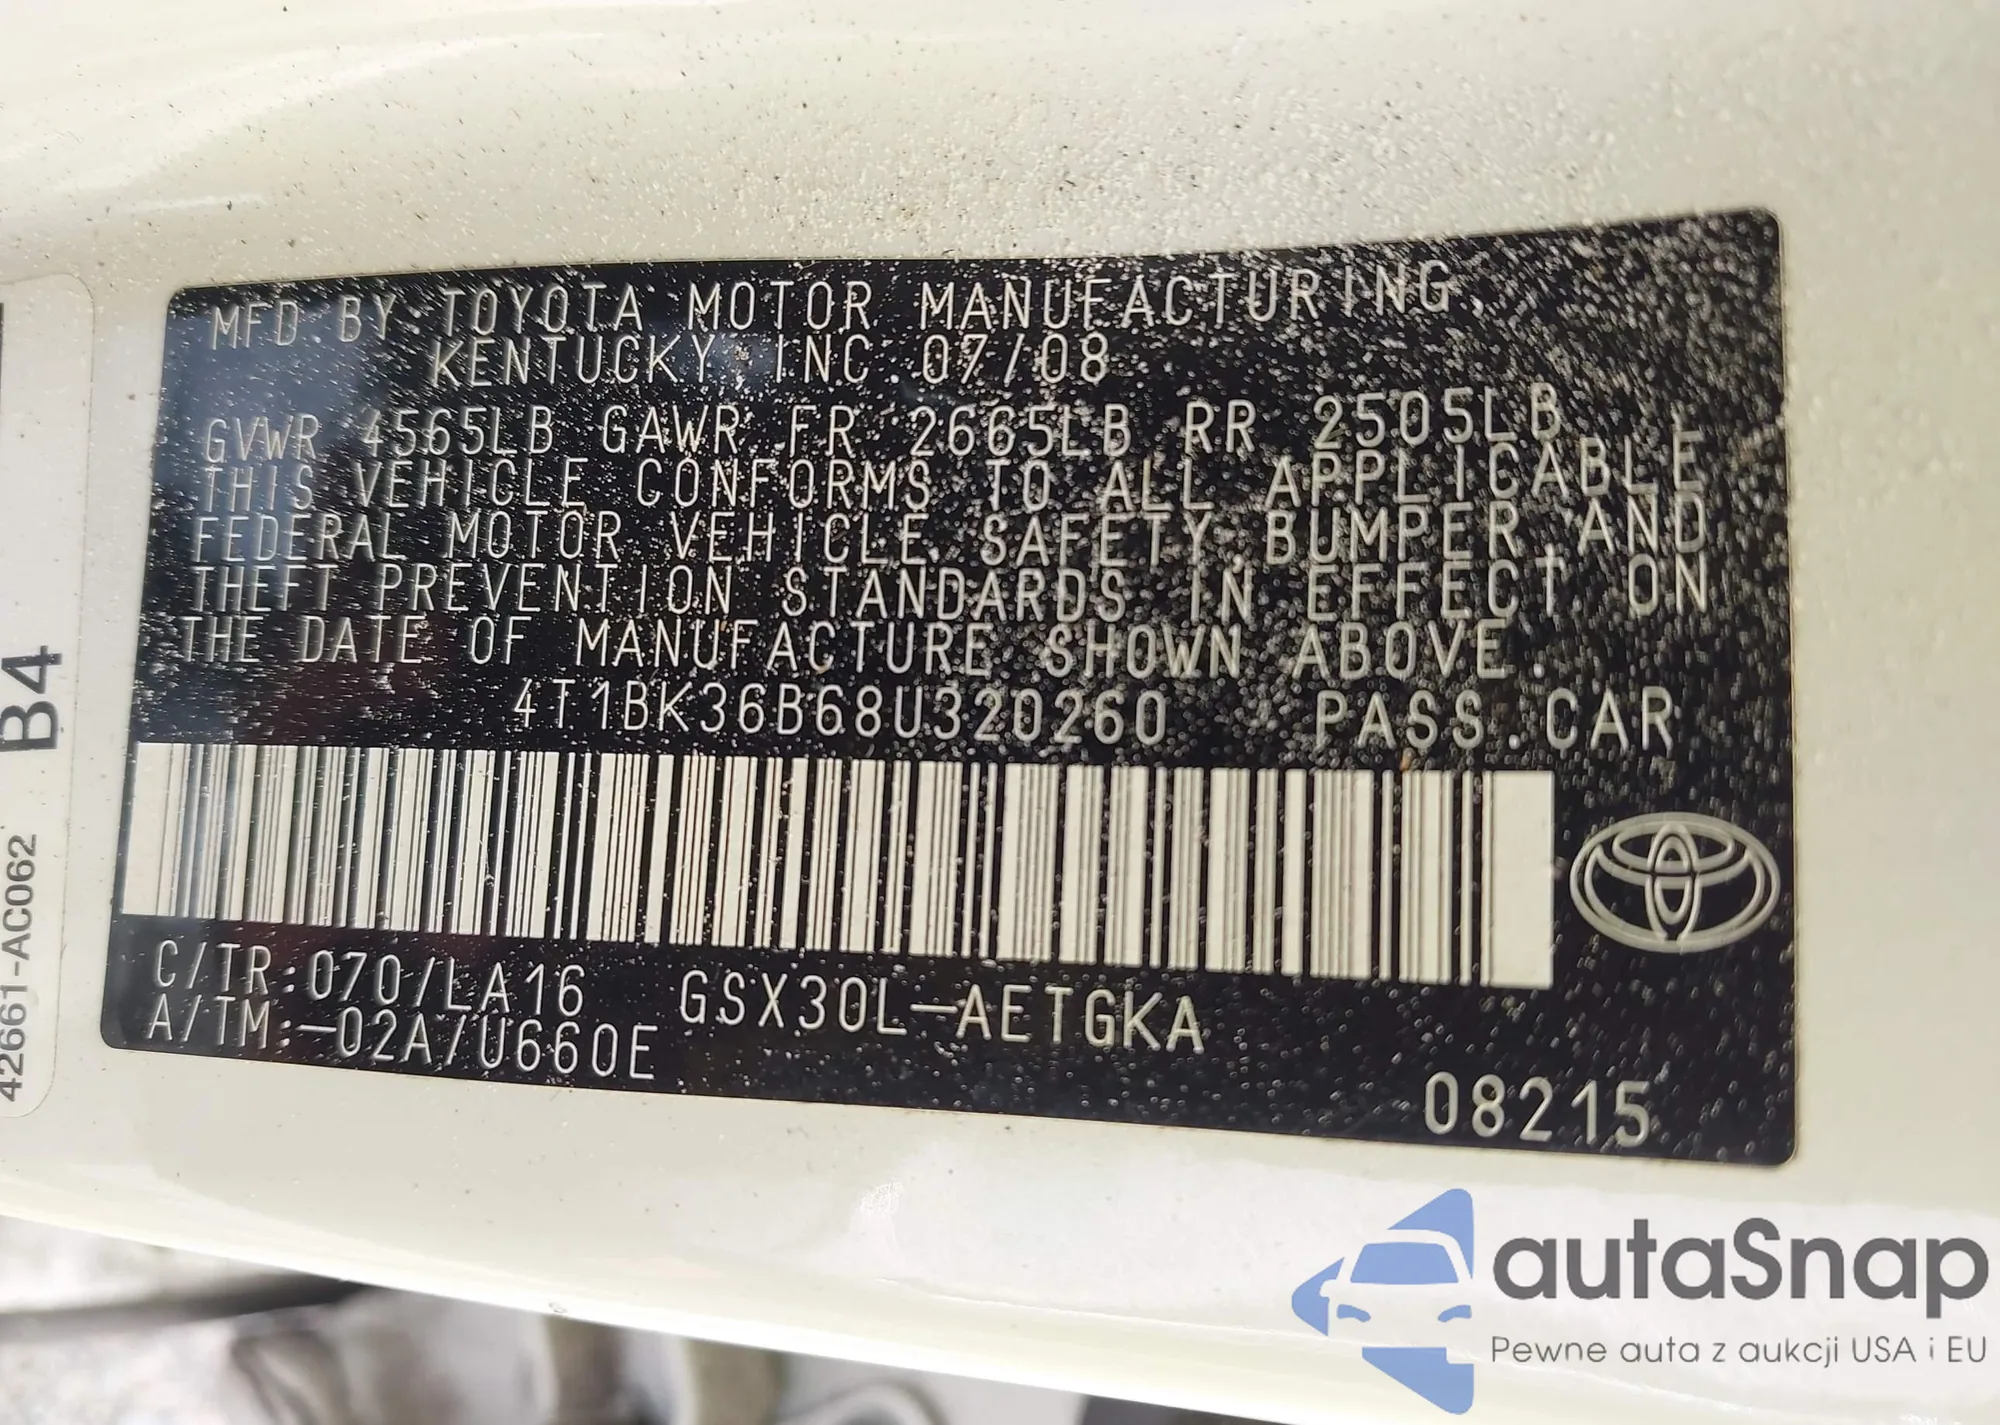 MFD BY TOYOTA MOTOR MANUFACTURING,
KENTUCKY, INC. 07/08
GVWR 4565LB GAWR FR 2665LB RR 2505LB
THIS VEHICLE CONFORMS TO ALL APPLICABLE
FEDERAL MOTOR VEHICLE SAFETY, BUMPER, AND
THEFT PREVENTION STANDARDS IN EFFECT ON
THE DATE OF MANUFACTURE SHOWN ABOVE.
4T1BK36B68U320260 PASS.CAR
C/TR:070/LA16 GSX30L-AETGKA
A/TM:-02A/U660E
08215
B4
42661-AC062
autaSnap
Pewne auta z aukcji USA i EU